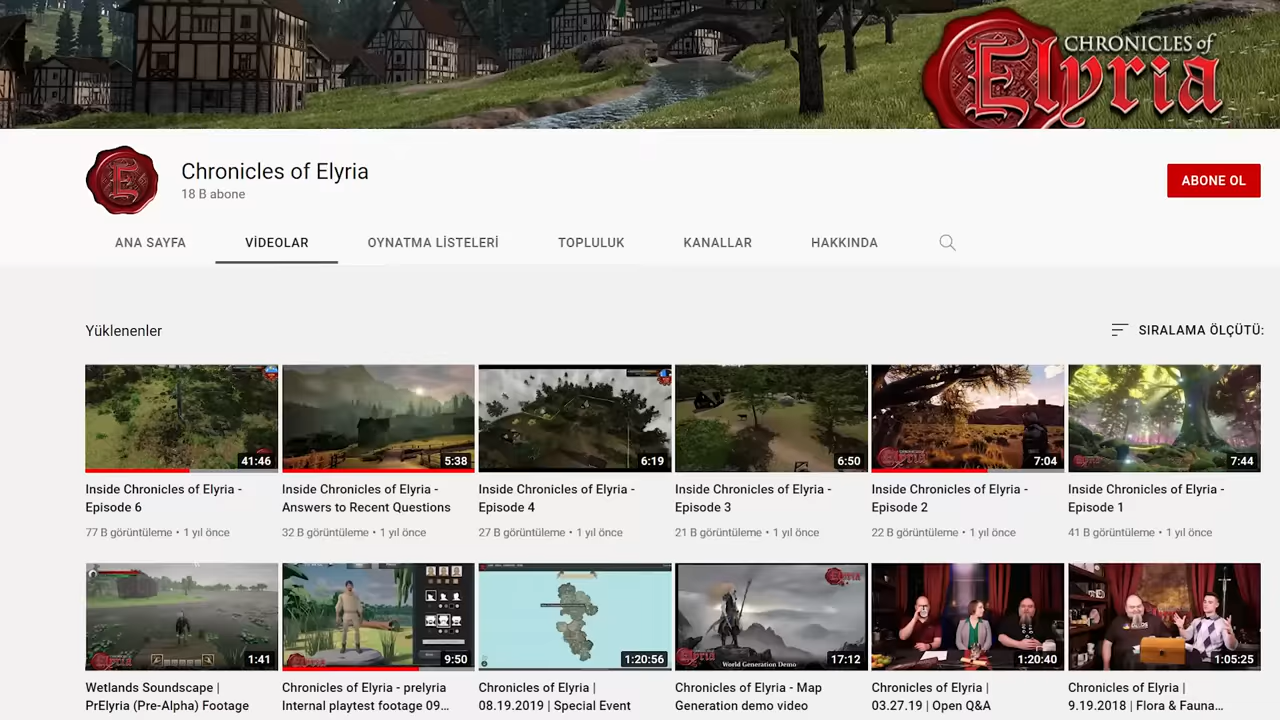 CHRONICLES of
Elyria
Chronicles of Elyria
18 B abone
ABONE OL
ANA SAYFA
VİDEOLAR
OYNATMA LİSTELERİ
TOPLULUK
KANALLAR
HAKKINDA
Yüklenenler
SIRALAMA ÖLÇÜTÜ:
41:46
5:38
6:19
6:50
7:04
7:44
Inside Chronicles of Elyria -
Episode 6
77 B görüntüleme • 1 yıl önce
Inside Chronicles of Elyria -
Answers to Recent Questions
32 B görüntüleme • 1 yıl önce
Inside Chronicles of Elyria -
Episode 4
27 B görüntüleme • 1 yıl önce
Inside Chronicles of Elyria -
Episode 3
21 B görüntüleme • 1 yıl önce
Inside Chronicles of Elyria -
Episode 2
22 B görüntüleme • 1 yıl önce
Inside Chronicles of Elyria -
Episode 1
41 B görüntüleme • 1 yıl önce
1:41
9:50
1:20:56
World Generation Demo
17:12
1:20:40
1:05:25
Wetlands Soundscape |
PrElyria (Pre-Alpha) Footage
Chronicles of Elyria - prelyria
Internal playtest footage 09...
Chronicles of Elyria |
08.19.2019 | Special Event
Chronicles of Elyria - Map
Generation demo video
Chronicles of Elyria |
03.27.19 | Open Q&A
Chronicles of Elyria |
9.19.2018 | Flora & Fauna...